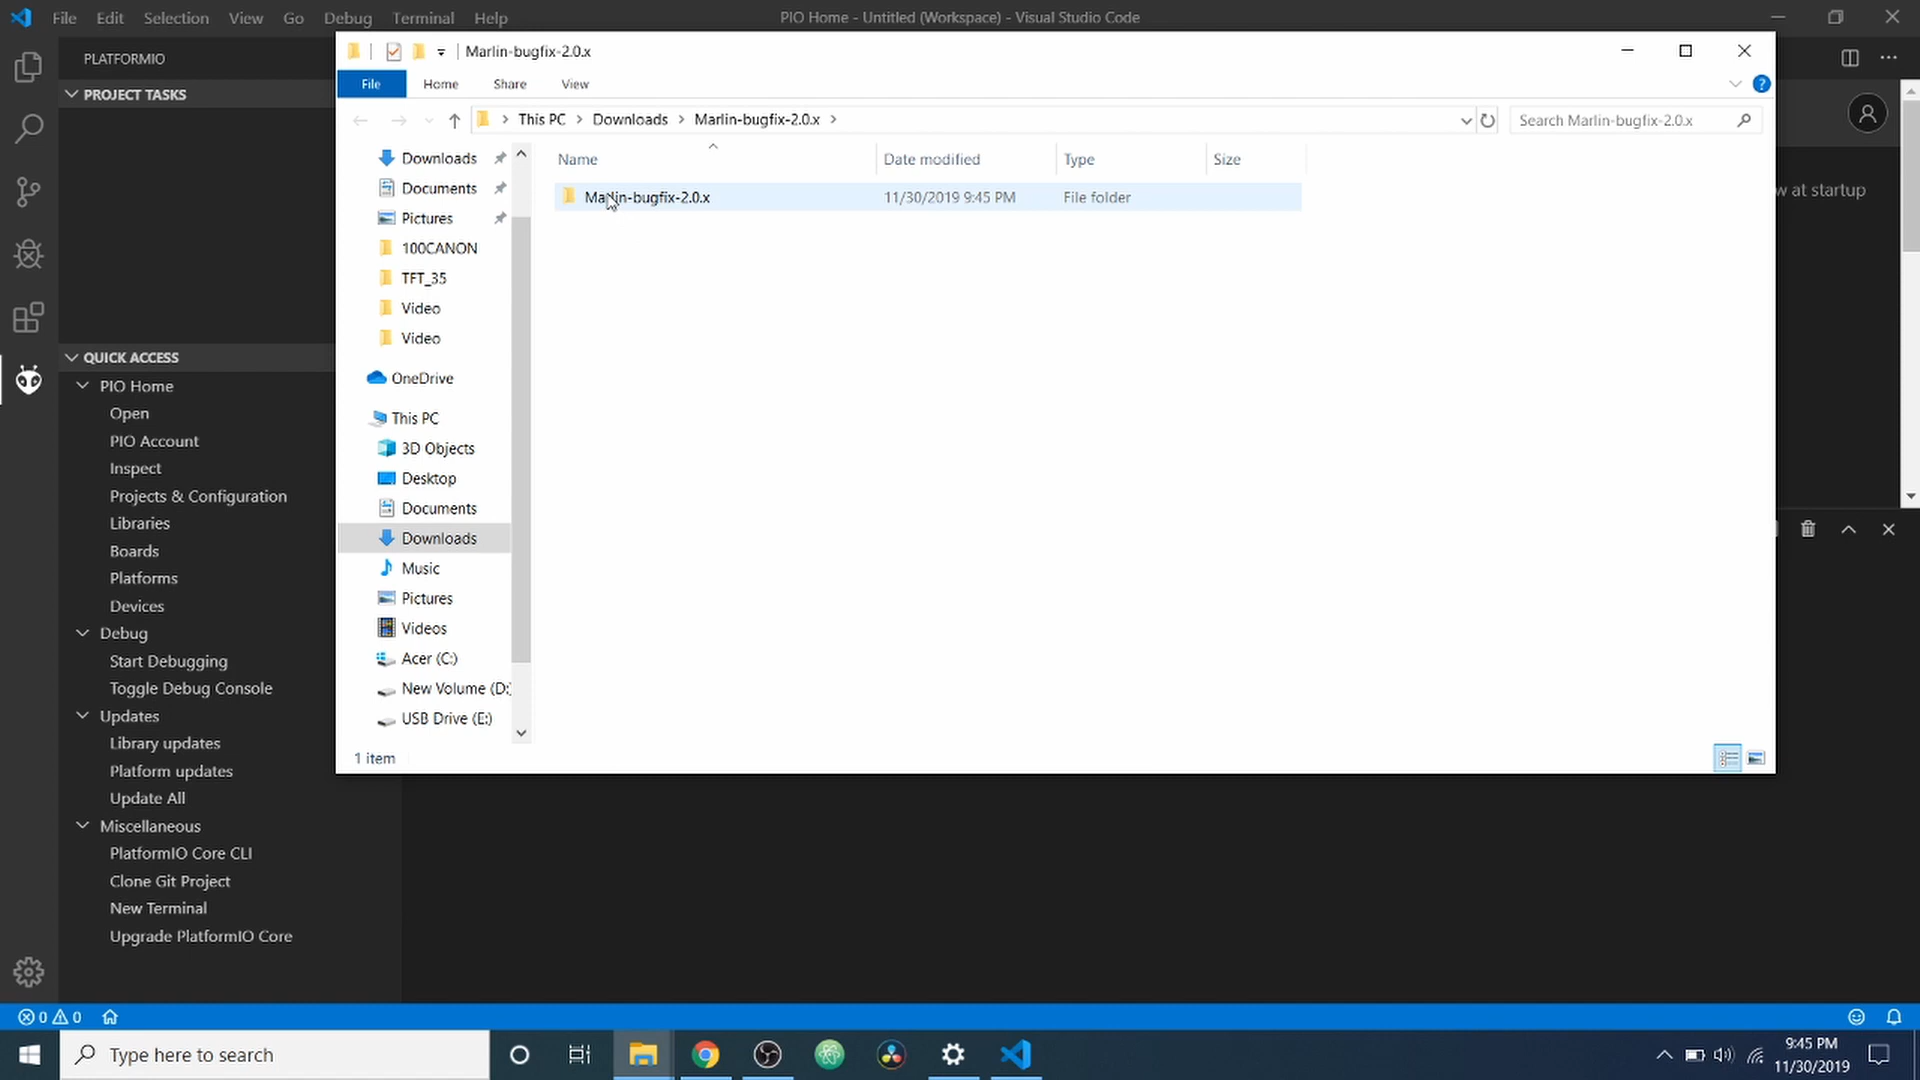 File Edit Selection View Go Debug Terminal Help
PIO Home - Untitled (Workspace) - Visual Studio Code
PLATFORMIO
PROJECT TASKS
QUICK ACCESS
PIO Home
Open
PIO Account
Inspect
Projects & Configuration
Libraries
Boards
Platforms
Devices
Debug
Start Debugging
Toggle Debug Console
Updates
Library updates
Platform updates
Update All
Miscellaneous
PlatformIO Core CLI
Clone Git Project
New Terminal
Upgrade PlatformIO Core
Marlin-bugfix-2.0.x
File Home Share View
?
This PC > Downloads > Marlin-bugfix-2.0.x >
Search Marlin-bugfix-2.0.x
Downloads
Documents
Pictures
100CANON
TFT_35
Video
Video
OneDrive
This PC
3D Objects
Desktop
Documents
Downloads
Music
Pictures
Videos
Acer (C:)
New Volume (D:)
USB Drive (E:)
Name Date modified Type Size
Marlin-bugfix-2.0.x 11/30/2019 9:45 PM File folder
1 item
w at startup
0 0
Type here to search
9:45 PM
11/30/2019